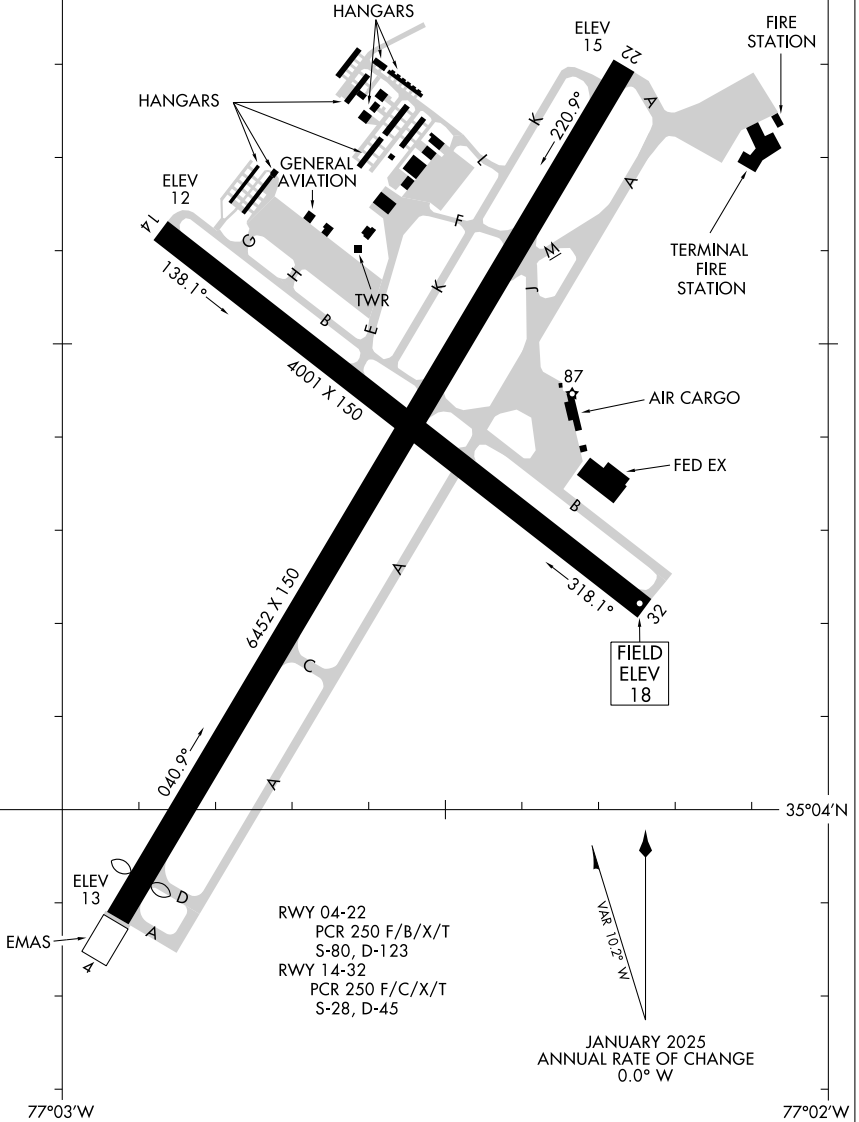 HANGARS
ELEV
15
22
FIRE
STATION
HANGARS
K
A
220.9°
L
GENERAL
AVIATION
A
ELEV
12
14
F
G
M
TERMINAL
FIRE
STATION
138.1°
H
K
J
TWR
B
E
4001 X 150
87
AIR CARGO
FED EX
B
A
318.1°
32
6452 X 150
C
FIELD
ELEV
18
040.9°
A
35°04'N
ELEV
13
D
VAR 10.2° W
A
EMAS
4
RWY 04-22
PCR 250 F/B/X/T
S-80, D-123
RWY 14-32
PCR 250 F/C/X/T
S-28, D-45
JANUARY 2025
ANNUAL RATE OF CHANGE
0.0° W
77°03'W
77°02'W